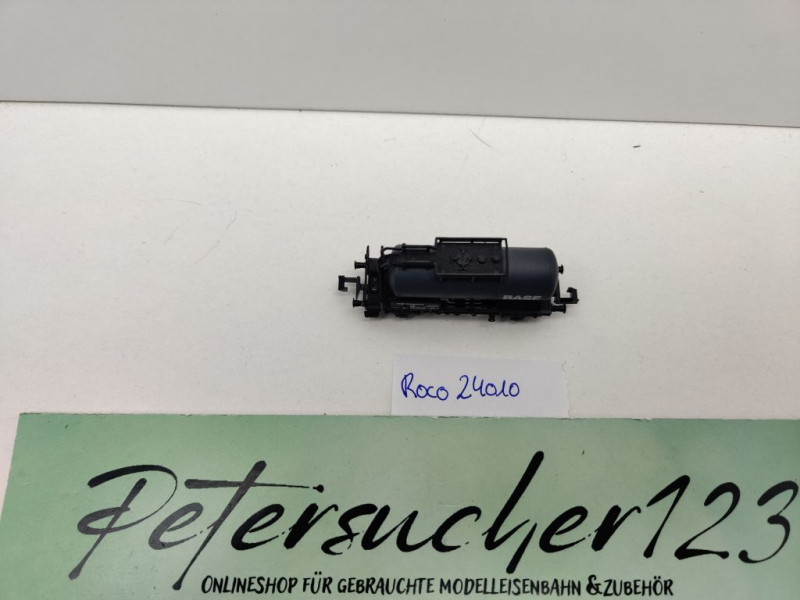 BASF
Roco 24010
Petersucher123
ONLINESHOP FÜR GEBRAUCHTE MODELLEISENBAHN &ZUBEHÖR